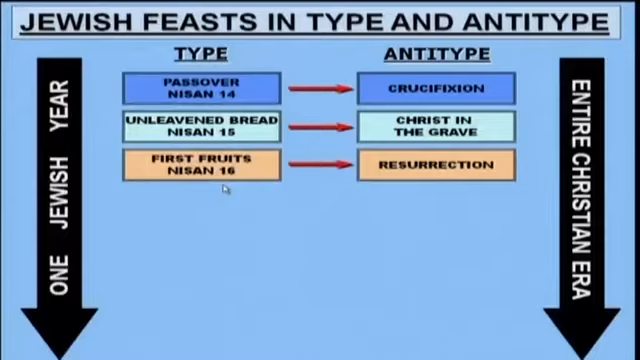 JEWISH FEASTS IN TYPE AND ANTITYPE
TYPE
ANTITYPE
PASSOVER
NISAN 14
CRUCIFIXION
UNLEAVENED BREAD
NISAN 15
CHRIST IN
THE GRAVE
FIRST FRUITS
NISAN 16
RESURRECTION
ONE JEWISH YEAR
ENTIRE CHRISTIAN ERA